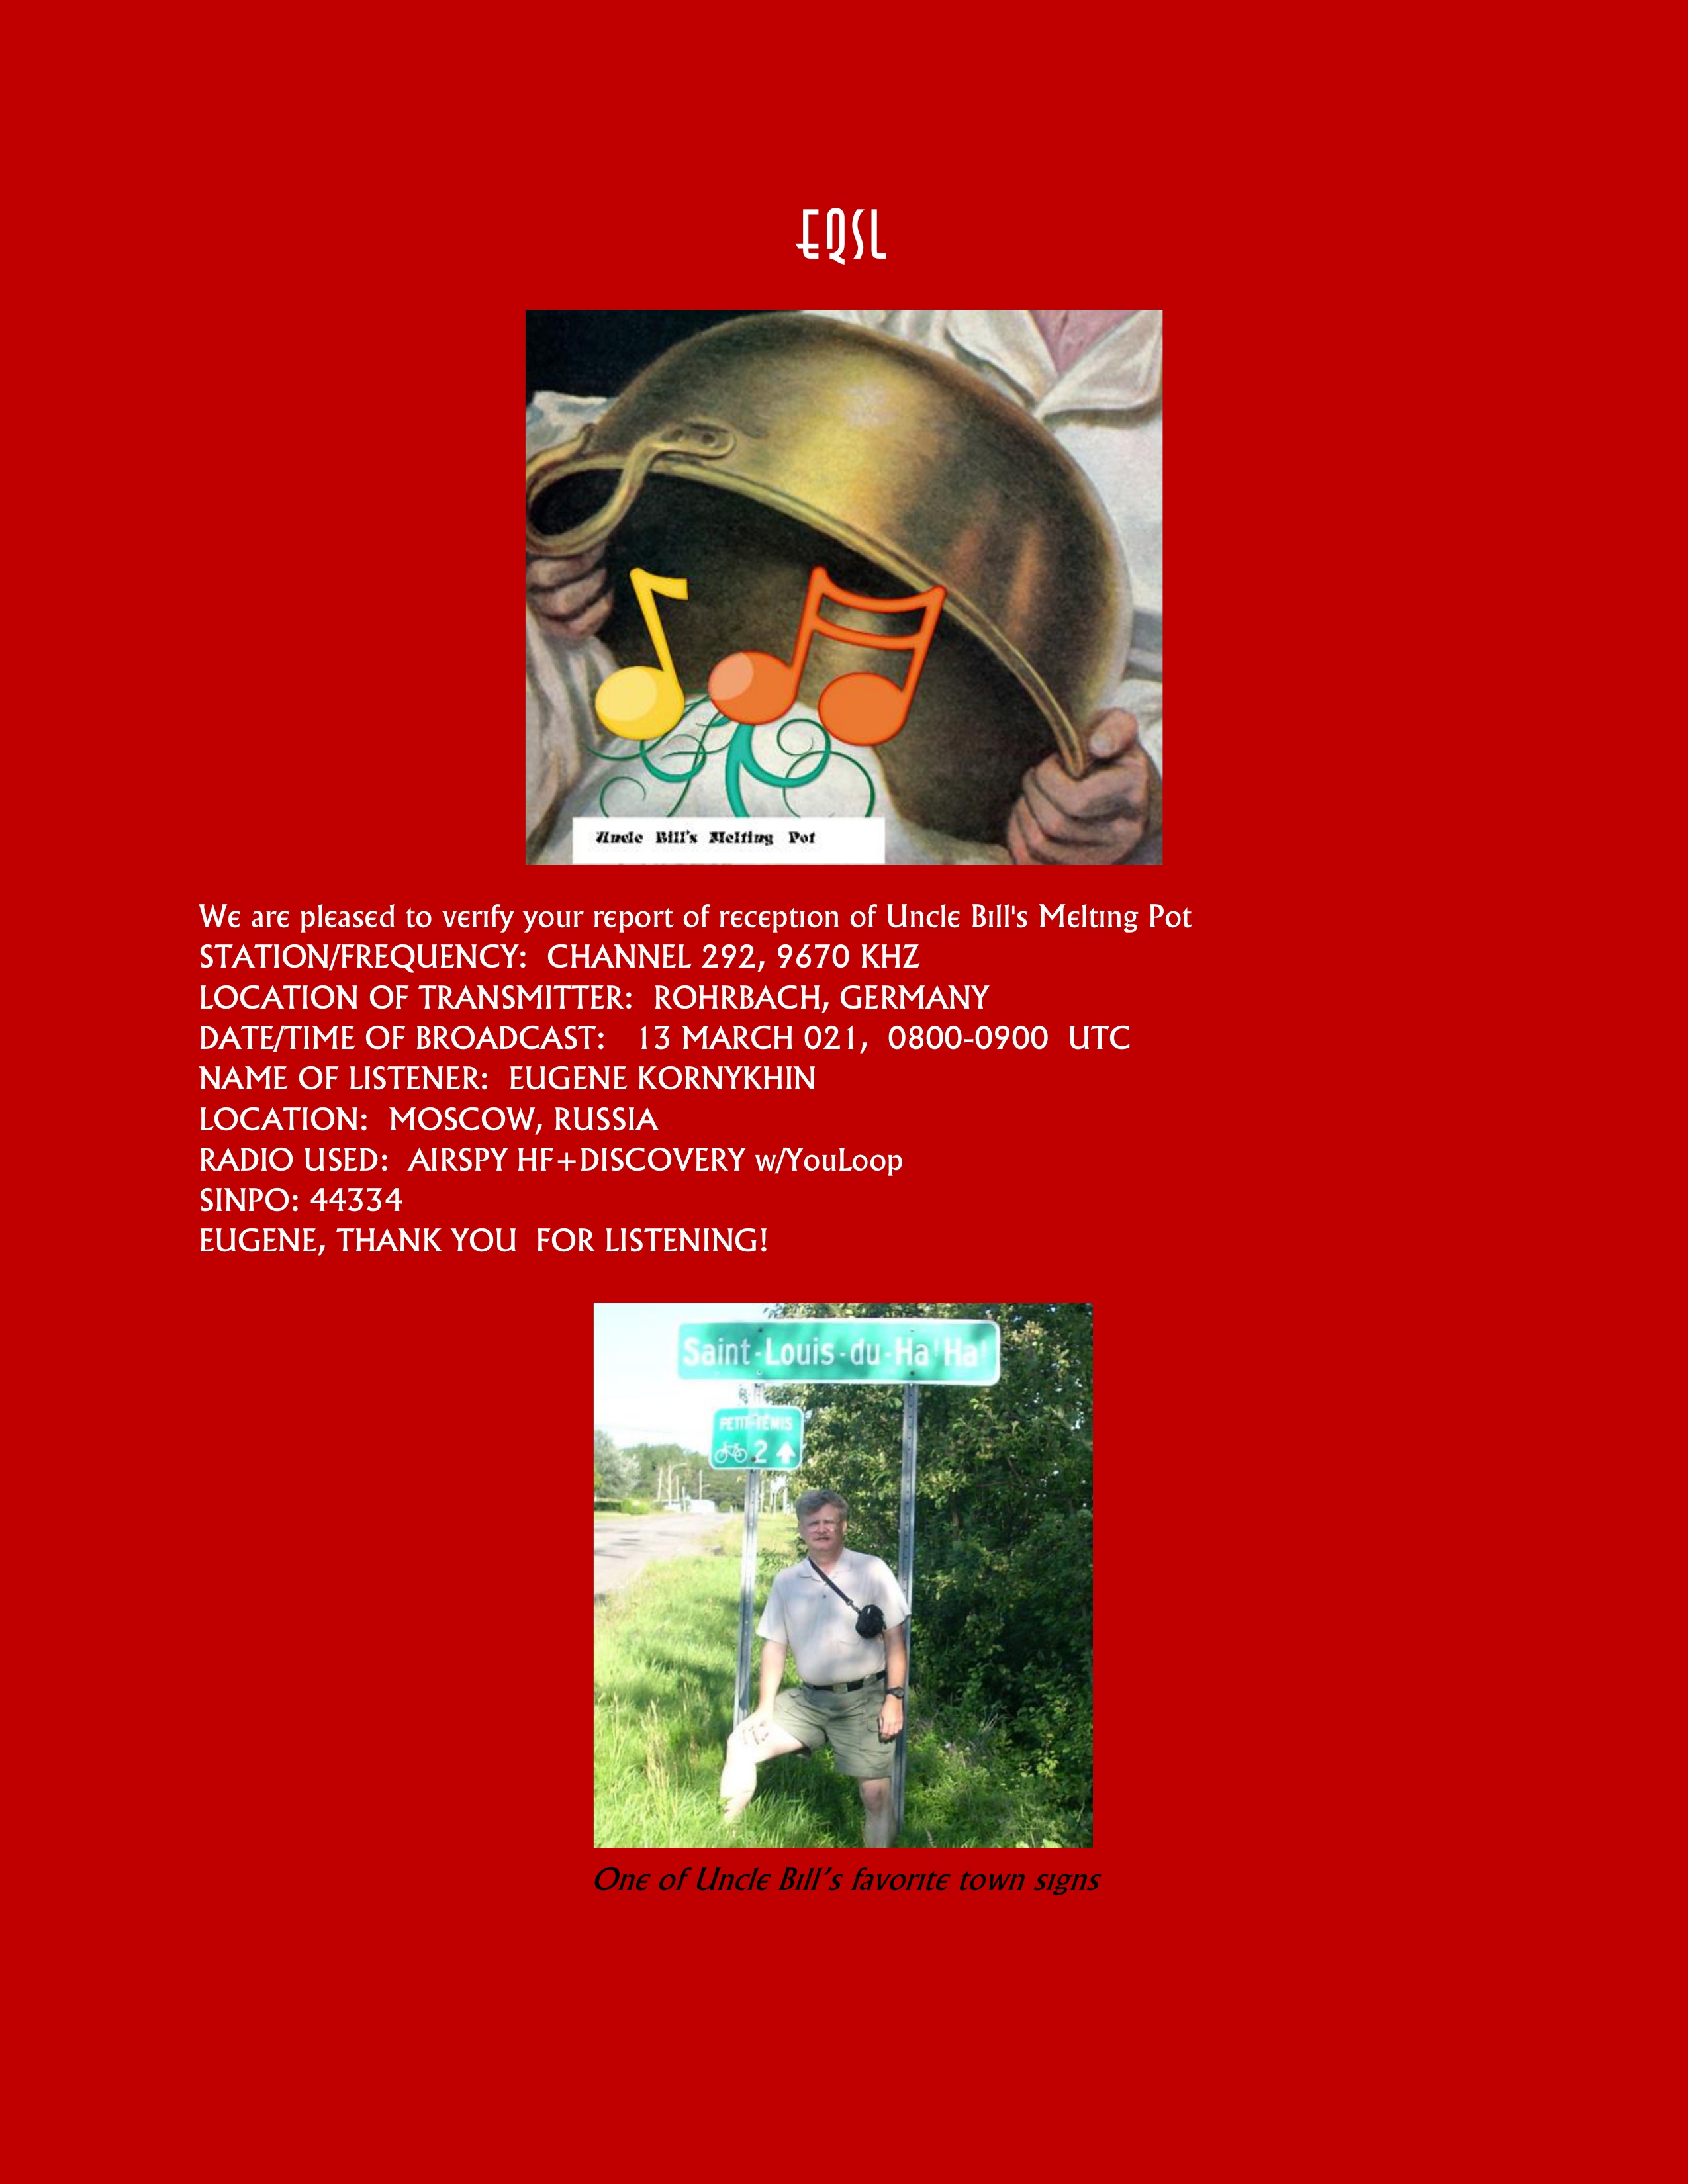 EQSL
Uncle Bill's Melting Pot
We are pleased to verify your report of reception of Uncle Bill's Melting Pot
STATION/FREQUENCY: CHANNEL 292, 9670 KHZ
LOCATION OF TRANSMITTER: ROHRBACH, GERMANY
DATE/TIME OF BROADCAST: 13 MARCH 021, 0800-0900 UTC
NAME OF LISTENER: EUGENE KORNYKHIN
LOCATION: MOSCOW, RUSSIA
RADIO USED: AIRSPY HF+DISCOVERY w/YouLoop
SINPO: 44334
EUGENE, THANK YOU FOR LISTENING!
Saint-Louis-du-Ha!Ha!
PETIT-TÉMIS
2
One of Uncle Bill's favorite town signs